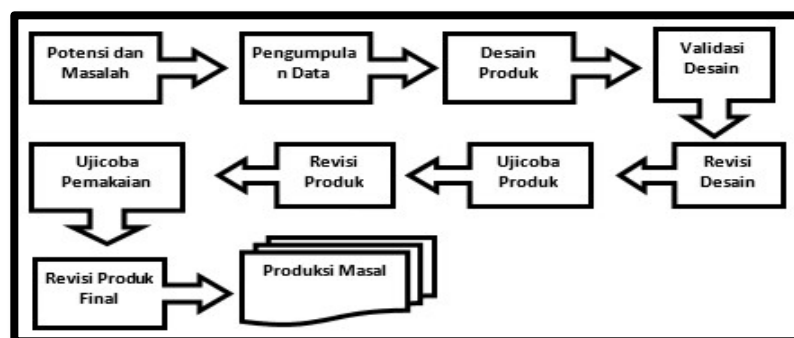 Potensi dan
Masalah
Pengumpula
n Data
Desain
Produk
Validasi
Desain
Revisi
Desain
Ujicoba
Produk
Revisi
Produk
Ujicoba
Pemakaian
Revisi Produk
Final
Produksi Masal